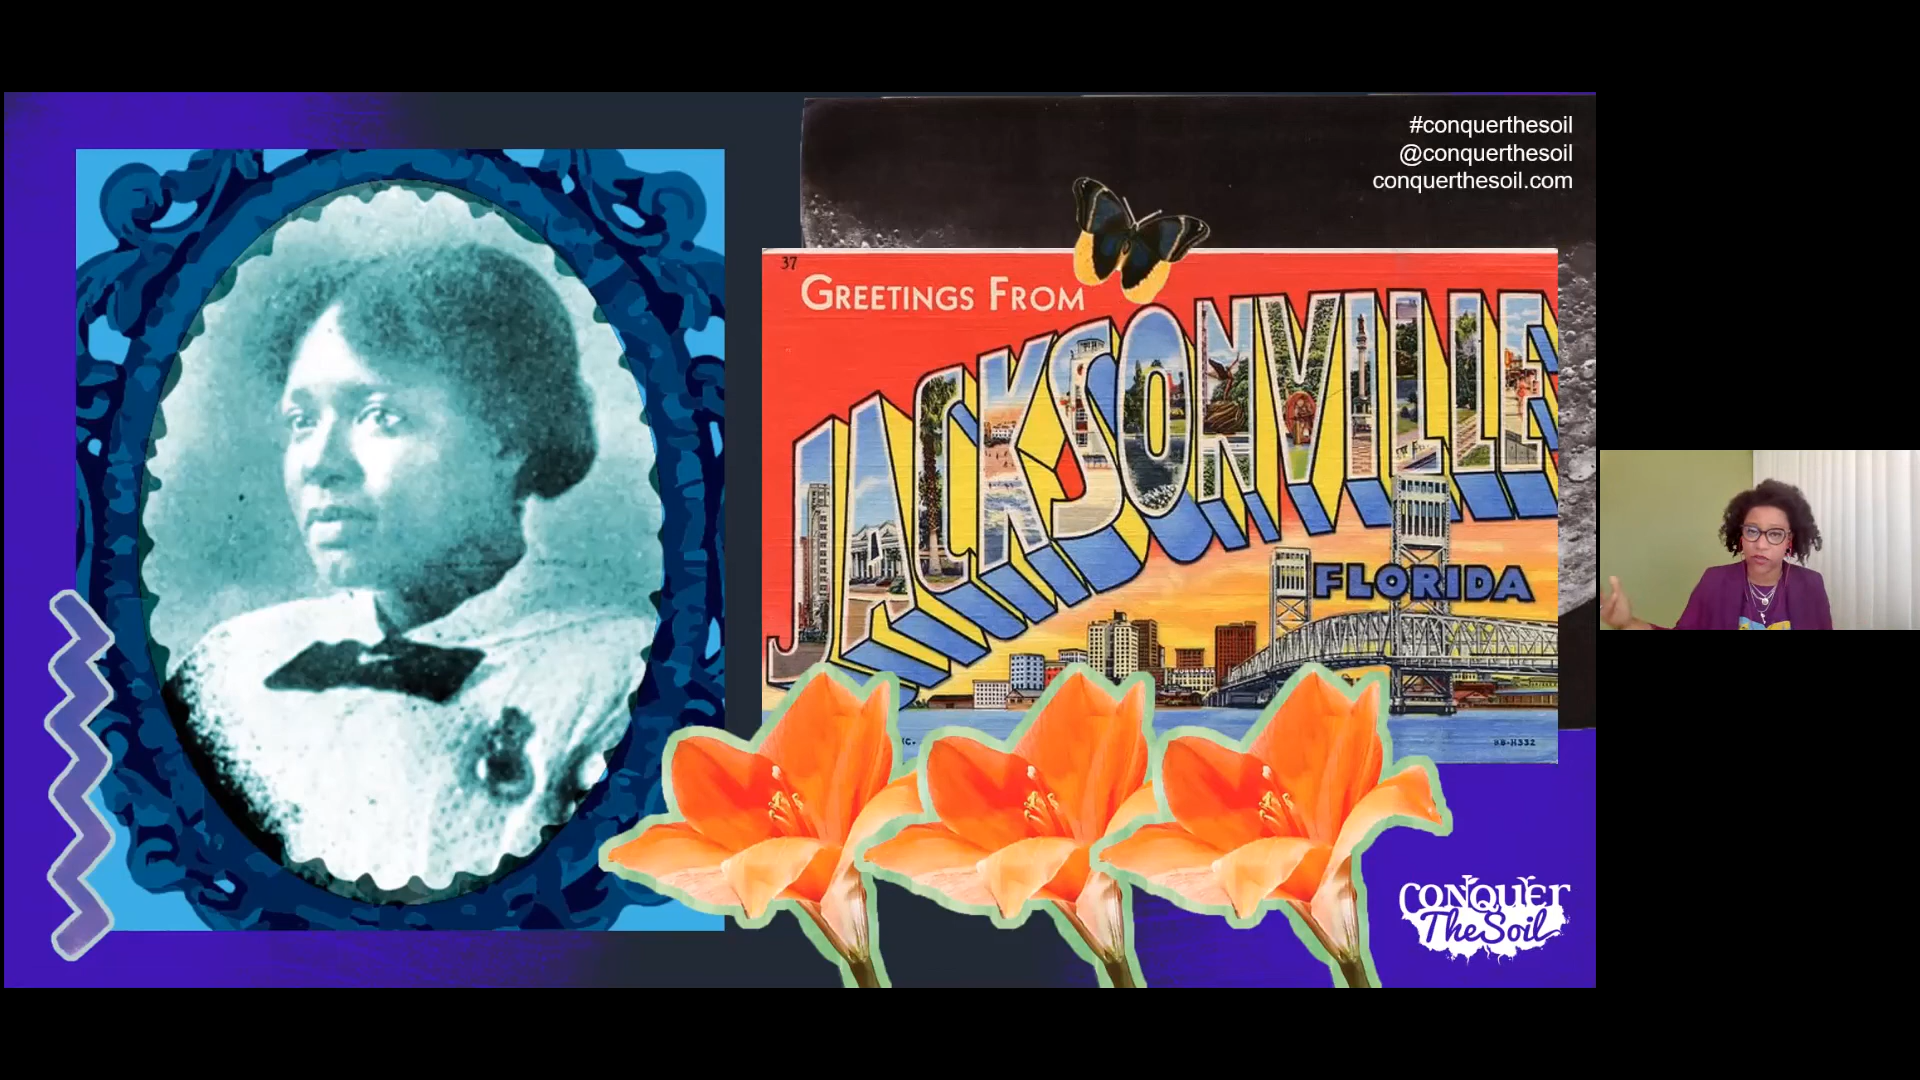 #conquerthesoil
@conquerthesoil
conquerthesoil.com
37
GREETINGS FROM
JACKSONVILLE
FLORIDA
8B-H332
CONQUER
The Soil